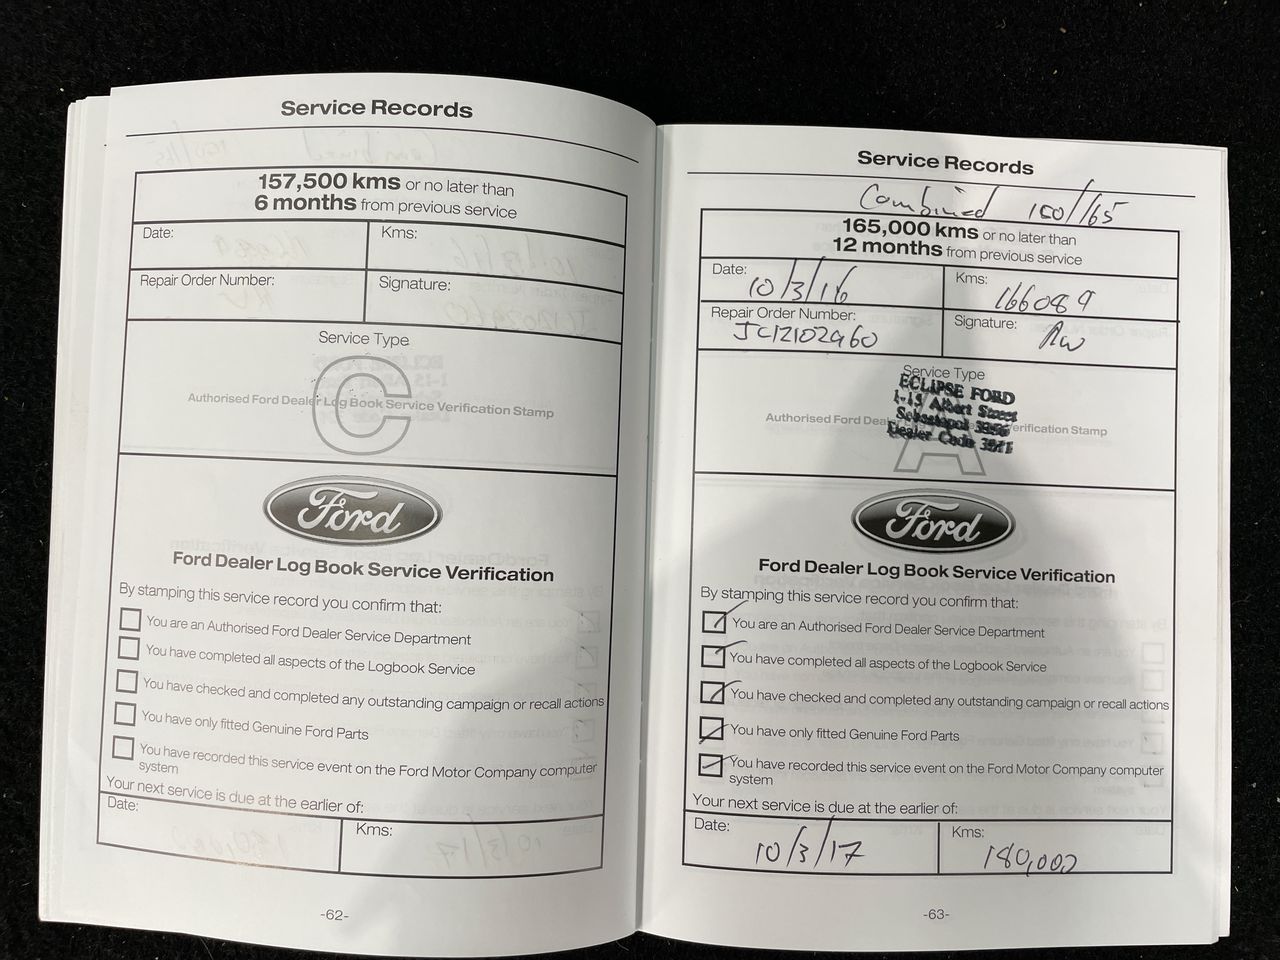 Service Records
157,500 kms or no later than
6 months from previous service
Date:
Kms:
Repair Order Number:
Signature:
Service Type
C
Authorised Ford Dealer Log Book Service Verification Stamp
Ford
Ford Dealer Log Book Service Verification
By stamping this service record you confirm that:
You are an Authorised Ford Dealer Service Department
You have completed all aspects of the Logbook Service
You have checked and completed any outstanding campaign or recall actions
You have only fitted Genuine Ford Parts
You have recorded this service event on the Ford Motor Company computer
system
Your next service is due at the earlier of:
Date:
Kms:
-62-
Service Records
Combined 150/165
165,000 kms or no later than
12 months from previous service
Date: 10/3/16
Kms: 166089
Repair Order Number: JC12102960
Signature:
Service Type
A
ECLIPSE FORD
1-15 Albert Street
Sebastopol 3356
Dealer Code
Authorised Ford Dea erification Stamp
Ford
Ford Dealer Log Book Service Verification
By stamping this service record you confirm that:
You are an Authorised Ford Dealer Service Department
You have completed all aspects of the Logbook Service
You have checked and completed any outstanding campaign or recall actions
You have only fitted Genuine Ford Parts
You have recorded this service event on the Ford Motor Company computer
system
Your next service is due at the earlier of:
Date: 10/3/17
Kms: 180,000
-63-